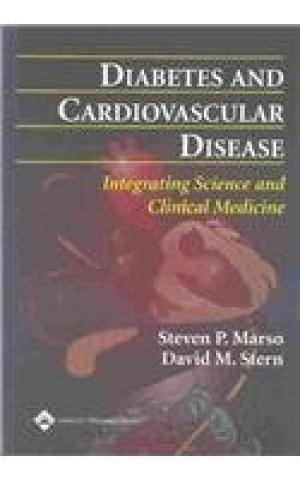 DIABETES AND
CARDIOVASCULAR
DISEASE
Integrating Science and
Clinical Medicine
Steven P. Marso
David M. Stern